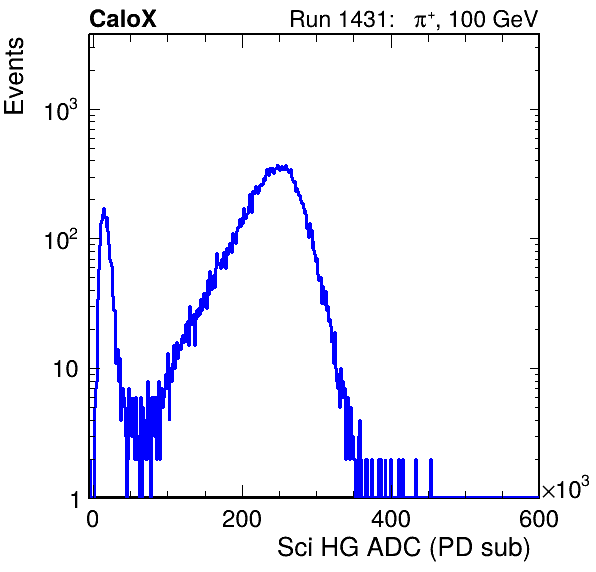 CaloX Run 1431: π⁺, 100 GeV
Events
10³
10²
10
1
0 200 400 600
×10³
Sci HG ADC (PD sub)